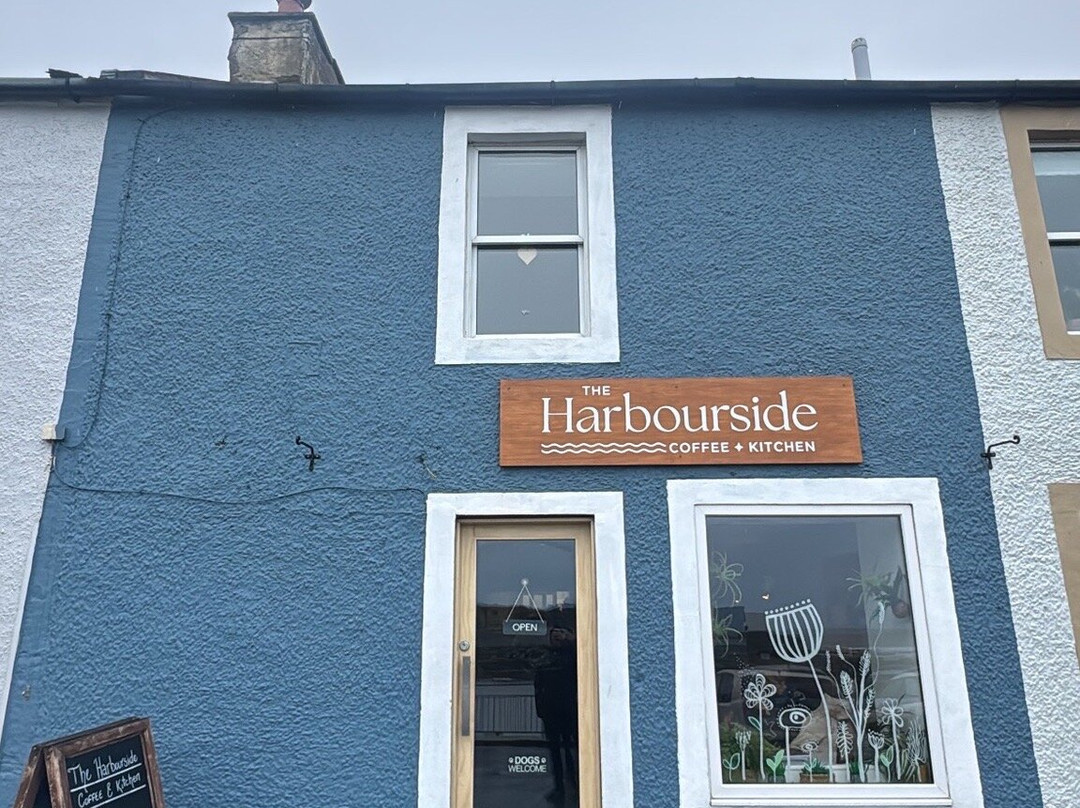 THE
Harbourside
COFFEE + KITCHEN
OPEN
DOGS
WELCOME
The Harbourside
COFFEE & KITCHEN